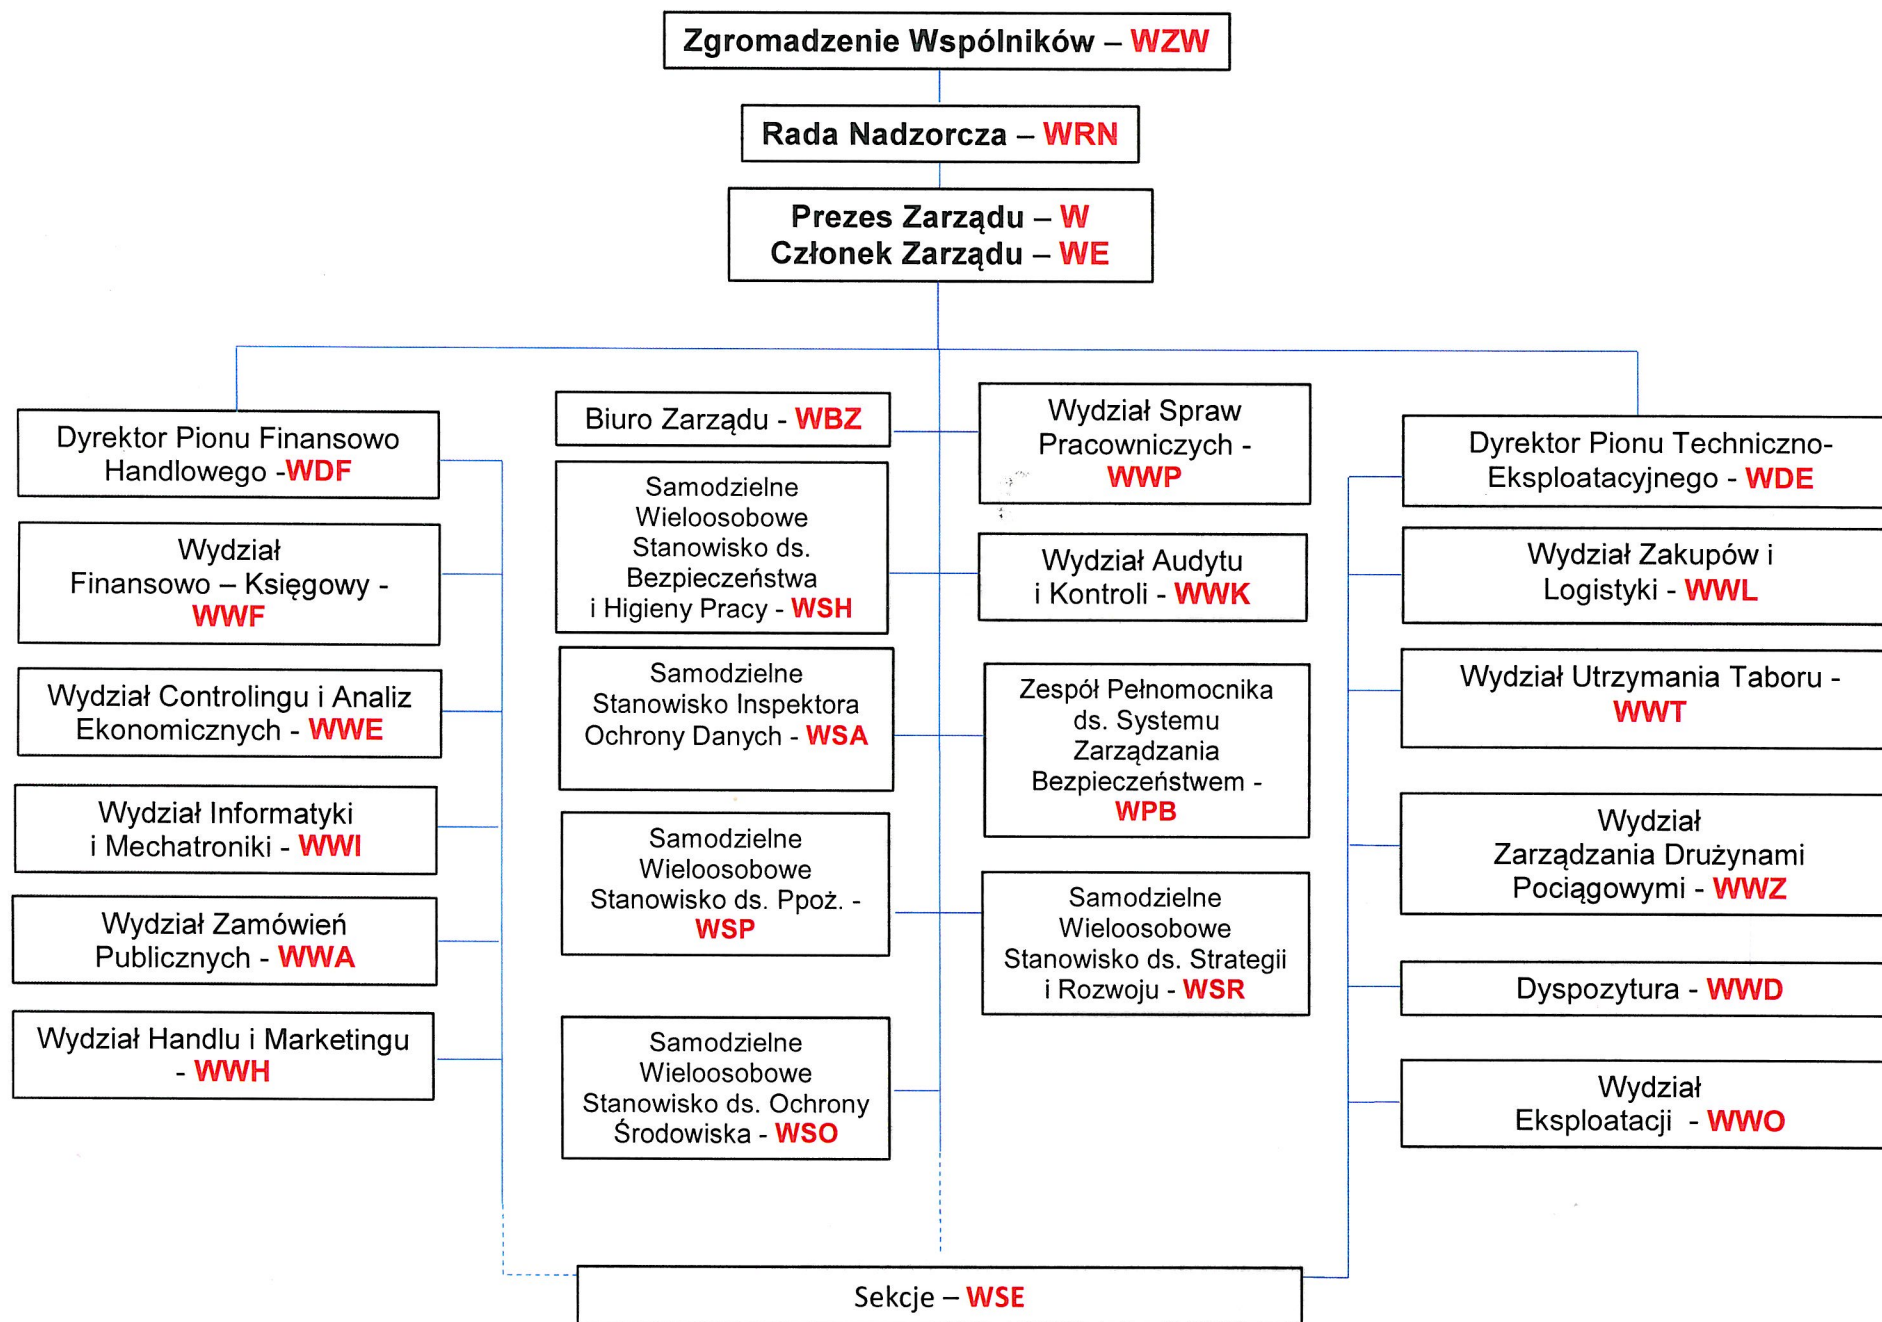 Zgromadzenie Wspólników – WZW
Rada Nadzorcza – WRN
Prezes Zarządu – W
Członek Zarządu – WE
Dyrektor Pionu Finansowo
Handlowego -WDF
Wydział
Finansowo – Księgowy -
WWF
Wydział Controlingu i Analiz
Ekonomicznych - WWE
Wydział Informatyki
i Mechatroniki - WWI
Wydział Zamówień
Publicznych - WWA
Wydział Handlu i Marketingu
- WWH
Biuro Zarządu - WBZ
Samodzielne
Wieloosobowe
Stanowisko ds.
Bezpieczeństwa
i Higieny Pracy - WSH
Samodzielne
Stanowisko Inspektora
Ochrony Danych - WSA
Samodzielne
Wieloosobowe
Stanowisko ds. Ppoż. -
WSP
Samodzielne
Wieloosobowe
Stanowisko ds. Ochrony
Środowiska - WSO
Wydział Spraw
Pracowniczych -
WWP
Wydział Audytu
i Kontroli - WWK
Zespół Pełnomocnika
ds. Systemu
Zarządzania
Bezpieczeństwem -
WPB
Samodzielne
Wieloosobowe
Stanowisko ds. Strategii
i Rozwoju - WSR
Dyrektor Pionu Techniczno-
Eksploatacyjnego - WDE
Wydział Zakupów i
Logistyki - WWL
Wydział Utrzymania Taboru -
WWT
Wydział
Zarządzania Drużynami
Pociągowymi - WWZ
Dyspozytura - WWD
Wydział
Eksploatacji - WWO
Sekcje – WSE